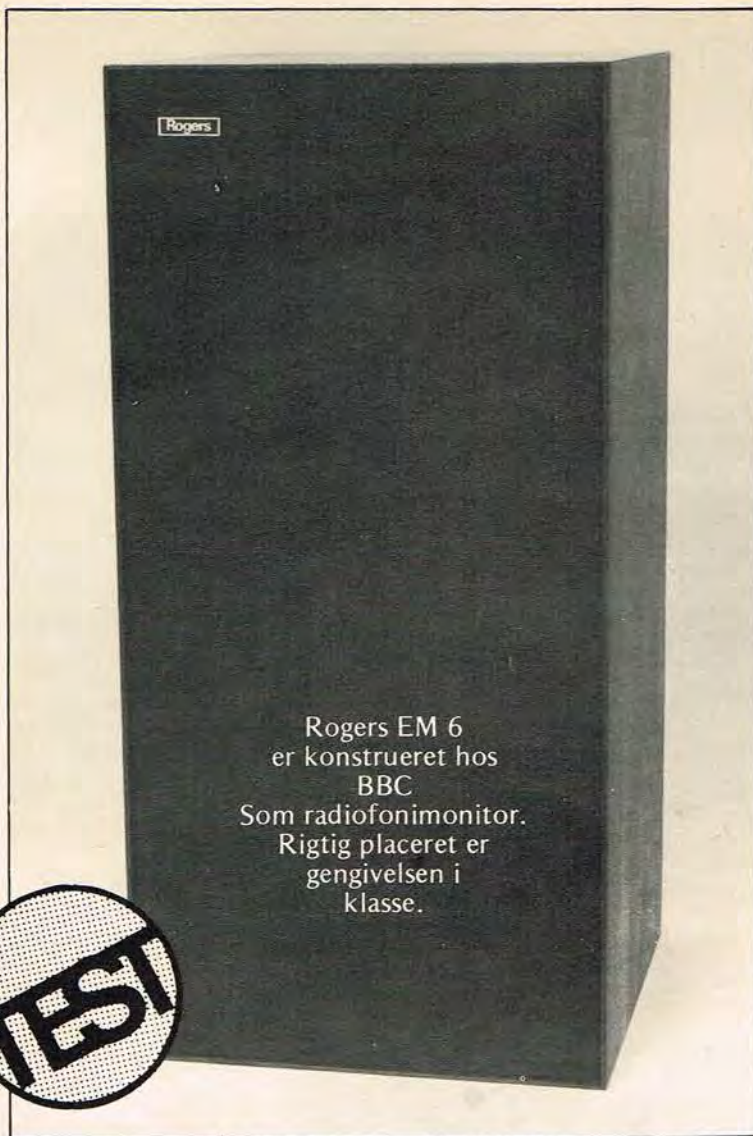 Rogers
Rogers EM 6
er konstrueret hos
BBC
Som radiofonimonitor.
Rigtig placeret er
gengivelsen i
klasse.
TEST